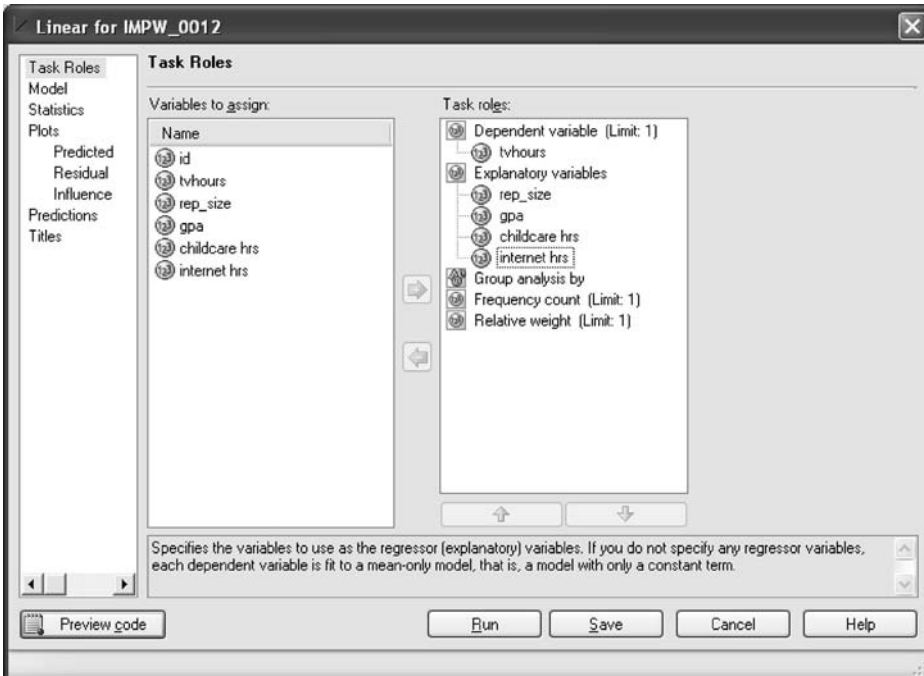 Linear for IMPW_0012
Task Roles
Model
Statistics
Plots
Predicted
Residual
Influence
Predictions
Titles
Task Roles
Variables to assign:
Name
id
tvhours
rep_size
gpa
childcare hrs
internet hrs
Task roles:
Dependent variable (Limit: 1)
tvhours
Explanatory variables
rep_size
gpa
childcare hrs
internet hrs
Group analysis by
Frequency count (Limit: 1)
Relative weight (Limit: 1)
Specifies the variables to use as the regressor (explanatory) variables. If you do not specify any regressor variables,
each dependent variable is fit to a mean-only model, that is, a model with only a constant term.
Preview code
Run
Save
Cancel
Help